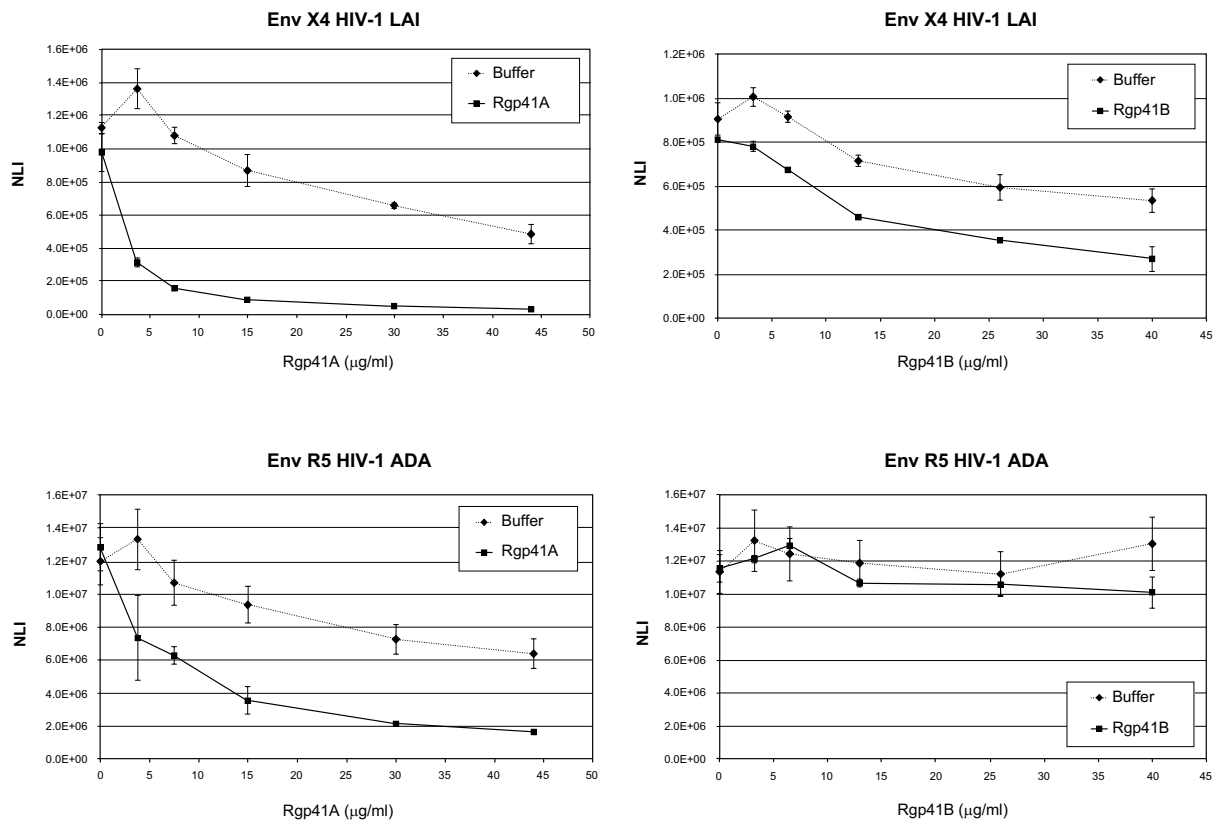 Env X4 HIV-1 LAI
1.6E+06
1.4E+06
1.2E+06
1.0E+06
8.0E+05
6.0E+05
4.0E+05
2.0E+05
0.0E+00
NLI
Buffer
Rgp41A
0 5 10 15 20 25 30 35 40 45 50
Rgp41A (µg/ml)
Env X4 HIV-1 LAI
1.2E+06
1.0E+06
8.0E+05
6.0E+05
4.0E+05
2.0E+05
0.0E+00
NLI
Buffer
Rgp41B
0 5 10 15 20 25 30 35 40 45
Rgp41B (µg/ml)
Env R5 HIV-1 ADA
1.6E+07
1.4E+07
1.2E+07
1.0E+07
8.0E+06
6.0E+06
4.0E+06
2.0E+06
0.0E+00
NLI
Buffer
Rgp41A
0 5 10 15 20 25 30 35 40 45 50
Rgp41A (µg/ml)
Env R5 HIV-1 ADA
1.6E+07
1.4E+07
1.2E+07
1.0E+07
8.0E+06
6.0E+06
4.0E+06
2.0E+06
0.0E+00
NLI
Buffer
Rgp41B
0 5 10 15 20 25 30 35 40 45
Rgp41B (µg/ml)